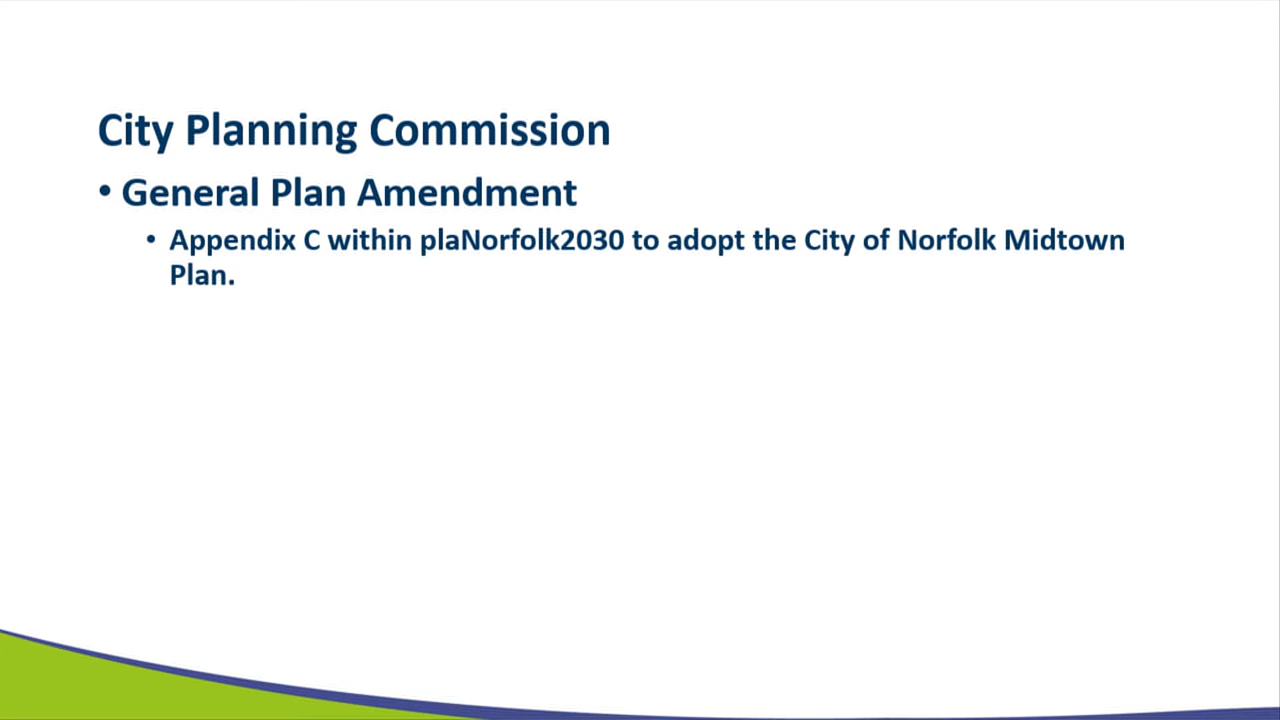 City Planning Commission
• General Plan Amendment
• Appendix C within plaNorfolk2030 to adopt the City of Norfolk Midtown
Plan.